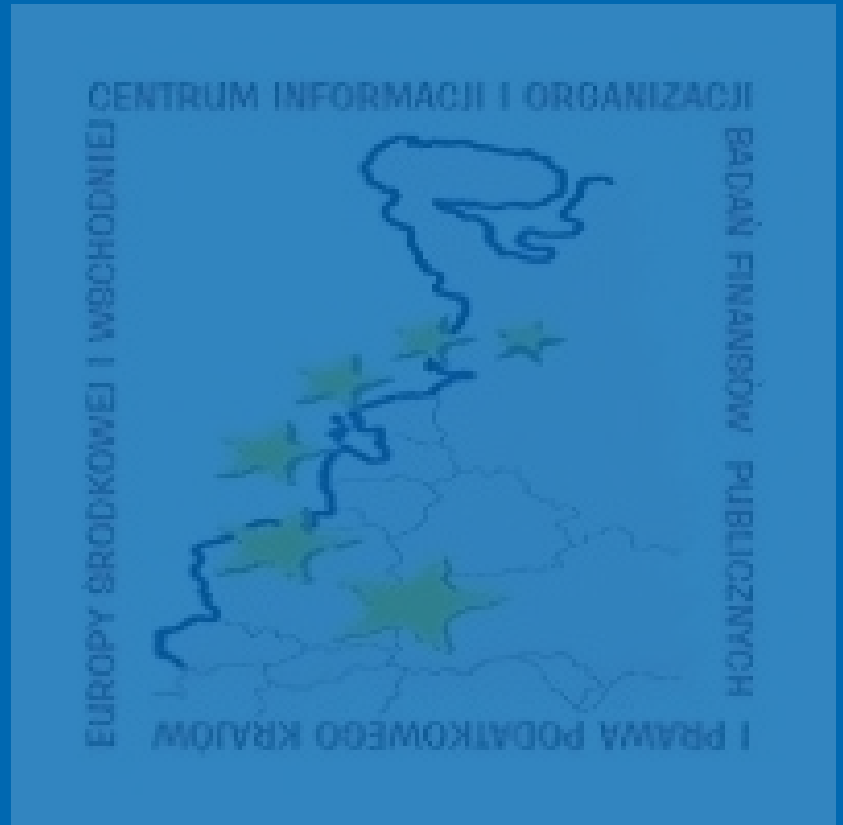 CENTRUM INFORMACJI I ORGANIZACJI
BADAŃ FINANSÓW PUBLICZNYCH
I PRAWA PODATKOWEGO KRAJÓW
EUROPY ŚRODKOWEJ I WSCHODNIEJ